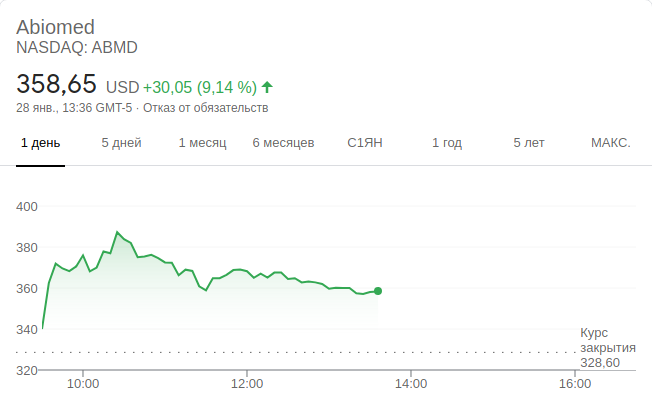 Abiomed
NASDAQ: ABMD
358,65 USD +30,05 (9,14 %)
28 янв., 13:36 GMT-5 · Отказ от обязательств
1 день 5 дней 1 месяц 6 месяцев С1ЯН 1 год 5 лет МАКС.
400
380
360
340
Курс
закрытия
328,60
320
10:00 12:00 14:00 16:00